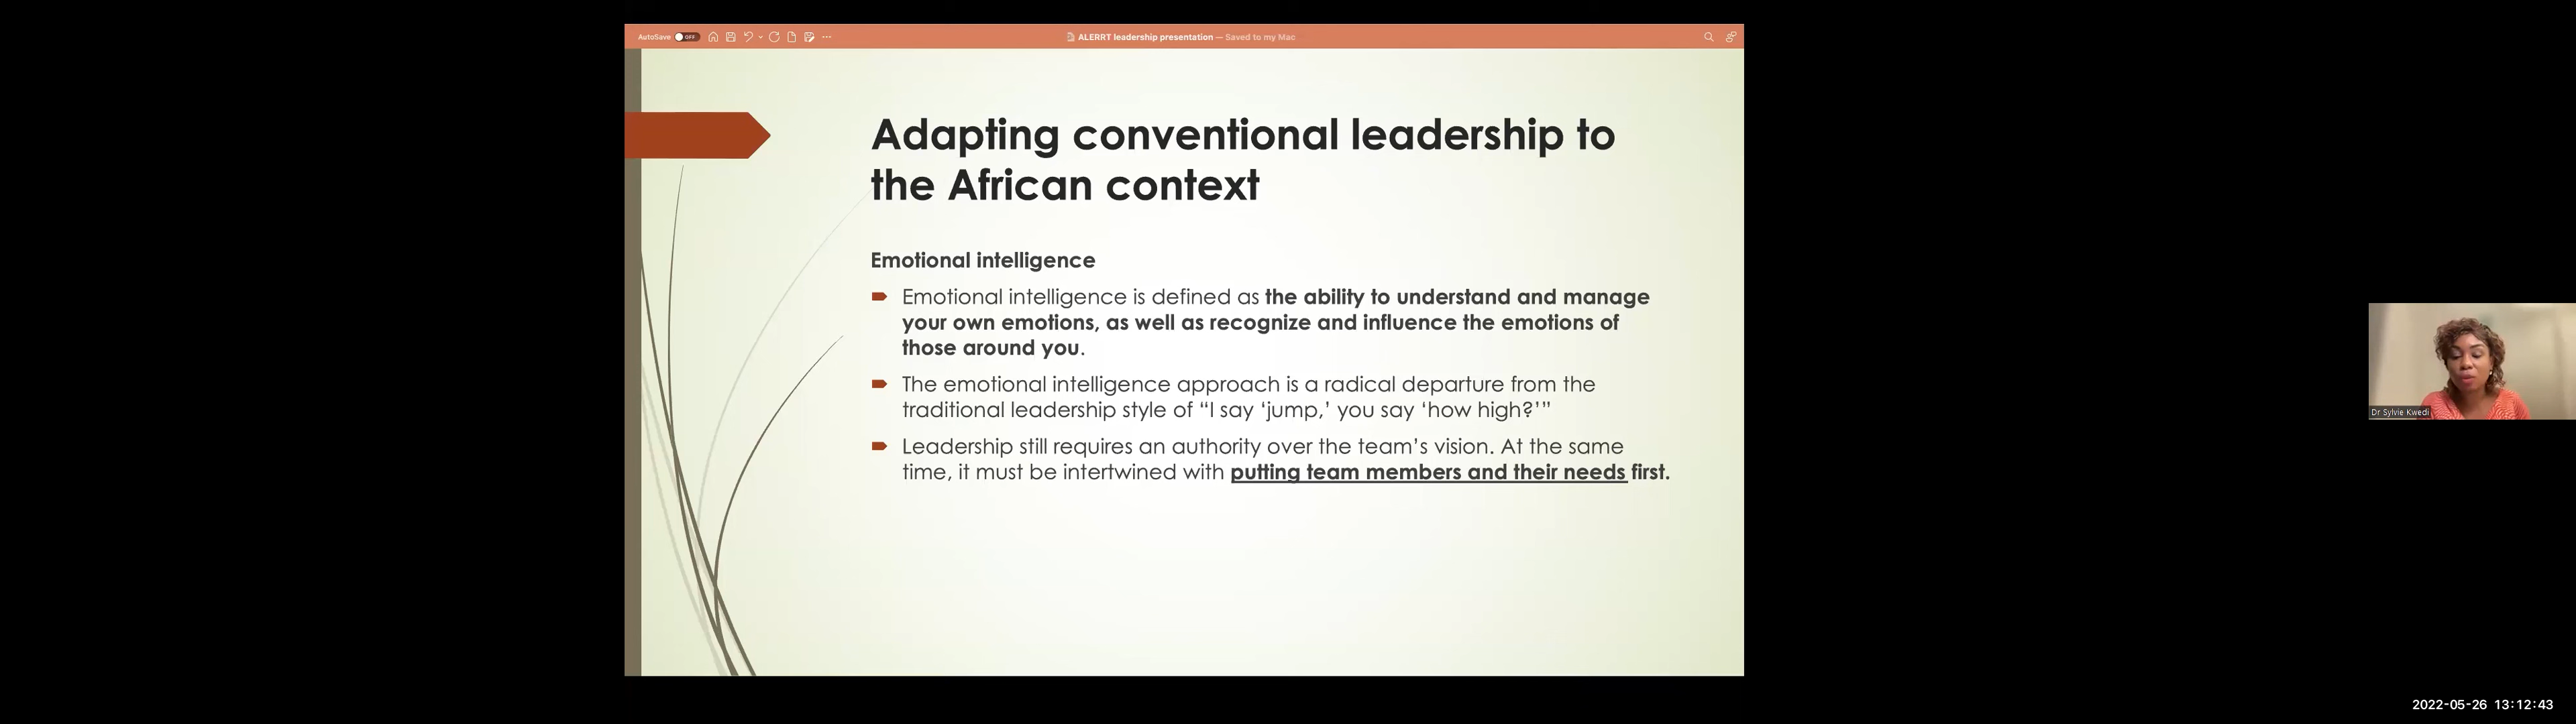 AutoSave OFF
ALERRT leadership presentation — Saved to my Mac
Adapting conventional leadership to
the African context
Emotional intelligence
Emotional intelligence is defined as the ability to understand and manage
your own emotions, as well as recognize and influence the emotions of
those around you.
The emotional intelligence approach is a radical departure from the
traditional leadership style of “I say ‘jump,’ you say ‘how high?’”
Leadership still requires an authority over the team’s vision. At the same
time, it must be intertwined with putting team members and their needs first.
Dr Sylvie Kwedi
2022-05-26 13:12:43